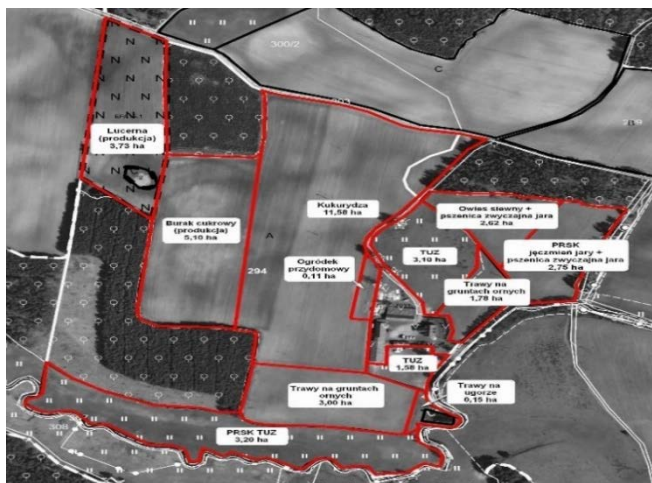 300/2
C
Lucerna
(produkcja)
3,73 ha
Kukurydza
11,58 ha
Owies siewny +
pszenica zwyczajna jara
2,62 ha
Burak cukrowy
(produkcja)
5,10 ha
A
294
Ogródek
przydomowy
0,11 ha
TUZ
3,10 ha
PRSK
jęczmień jary +
pszenica zwyczajna jara
2,75 ha
Trawy na
gruntach ornych
1,78 ha
TUZ
1,58 ha
Trawy na gruntach
ornych
3,00 ha
Trawy na
ugorze
0,15 ha
PRSK TUZ
3,20 ha
308